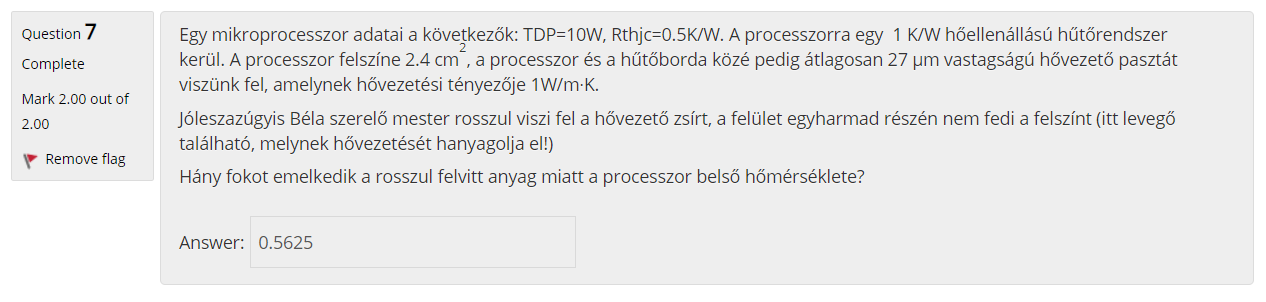 Question 7
Complete
Mark 2.00 out of
2.00
Remove flag
Egy mikroprocesszor adatai a következők: TDP=10W, Rthjc=0.5K/W. A processzorra egy 1 K/W hőellenállású hűtőrendszer
kerül. A processzor felszíne 2.4 cm², a processzor és a hűtőborda közé pedig átlagosan 27 µm vastagságú hővezető pasztát
viszünk fel, amelynek hővezetési tényezője 1W/m·K.
Jóleszazúgyis Béla szerelő mester rosszul viszi fel a hővezető zsírt, a felület egyharmad részén nem fedi a felszínt (itt levegő
található, melynek hővezetését hanyagolja el!)
Hány fokot emelkedik a rosszul felvitt anyag miatt a processzor belső hőmérséklete?
Answer: 0.5625